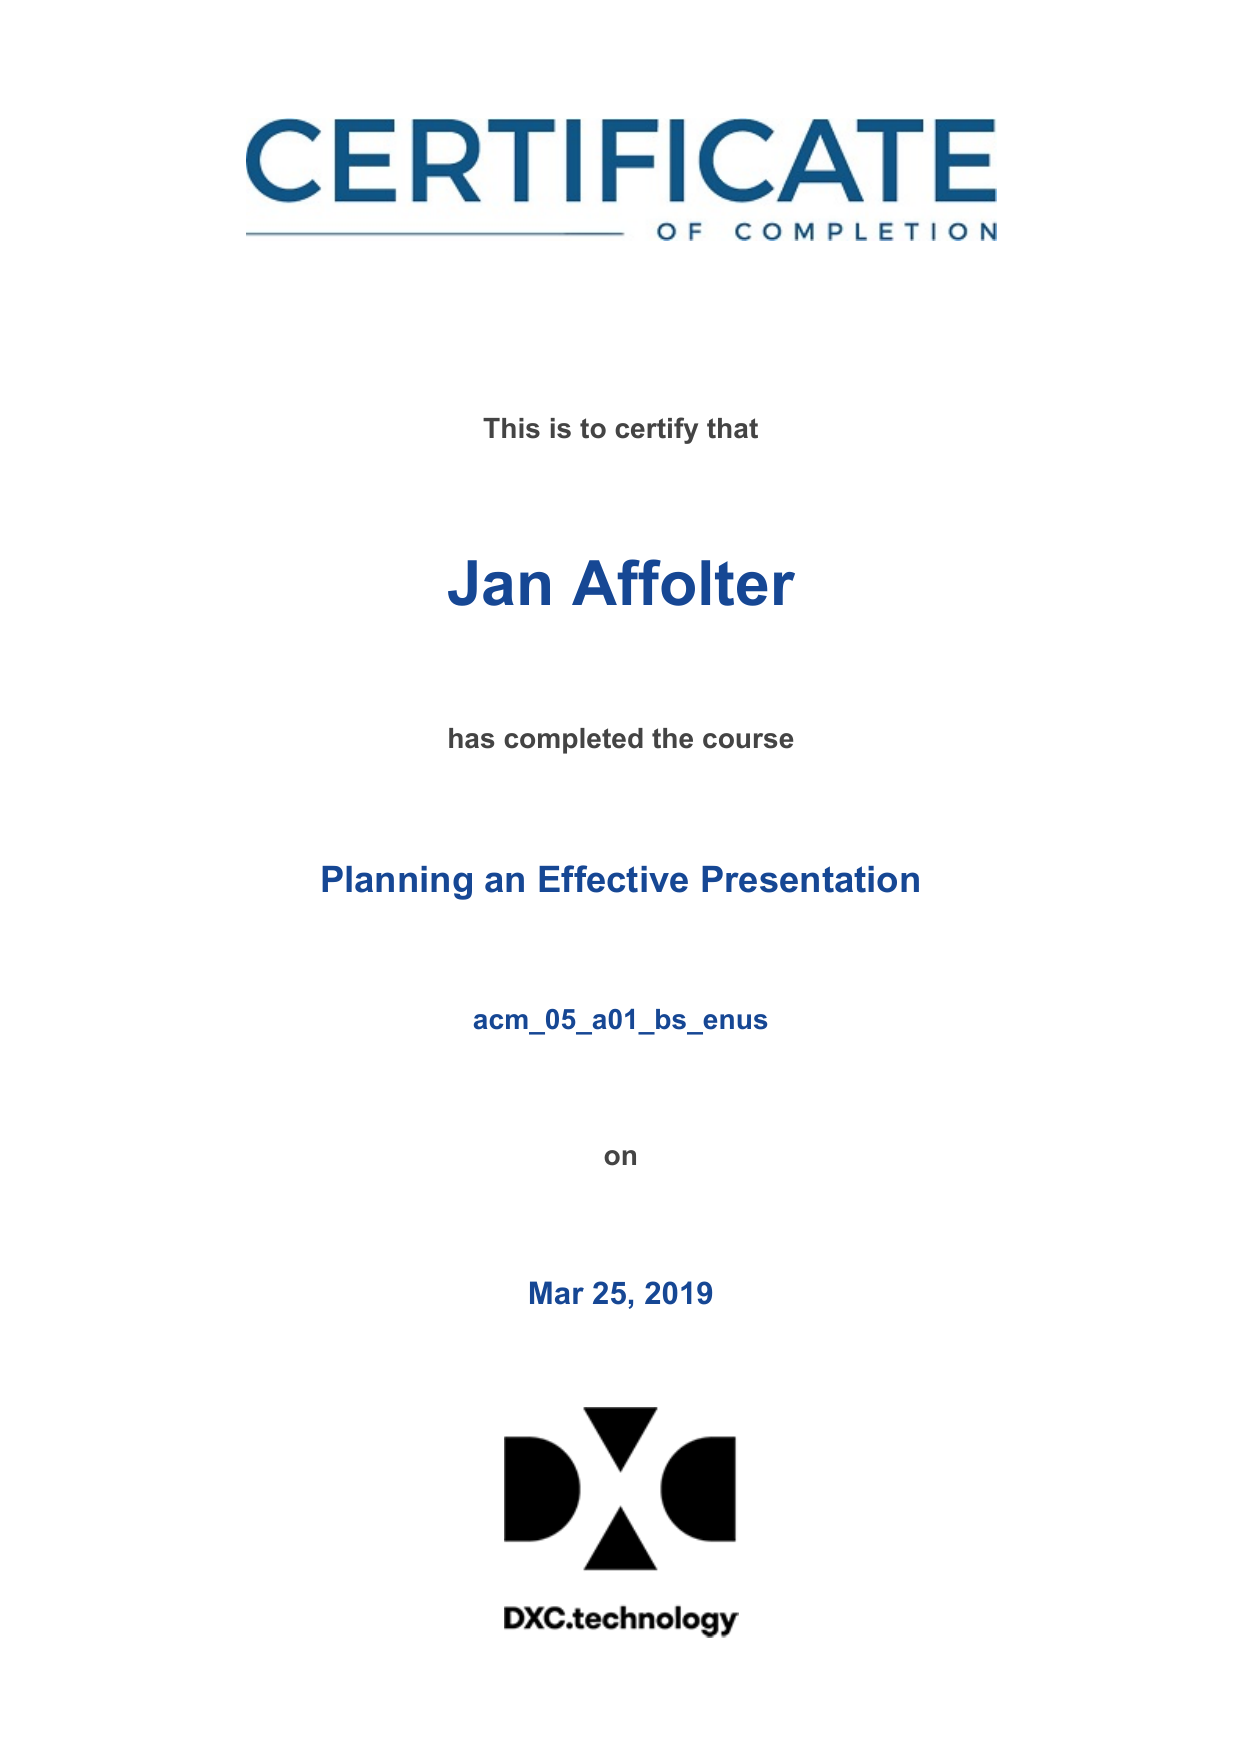 CERTIFICATE
OF COMPLETION
This is to certify that
Jan Affolter
has completed the course
Planning an Effective Presentation
acm_05_a01_bs_enus
on
Mar 25, 2019
DXC.technology